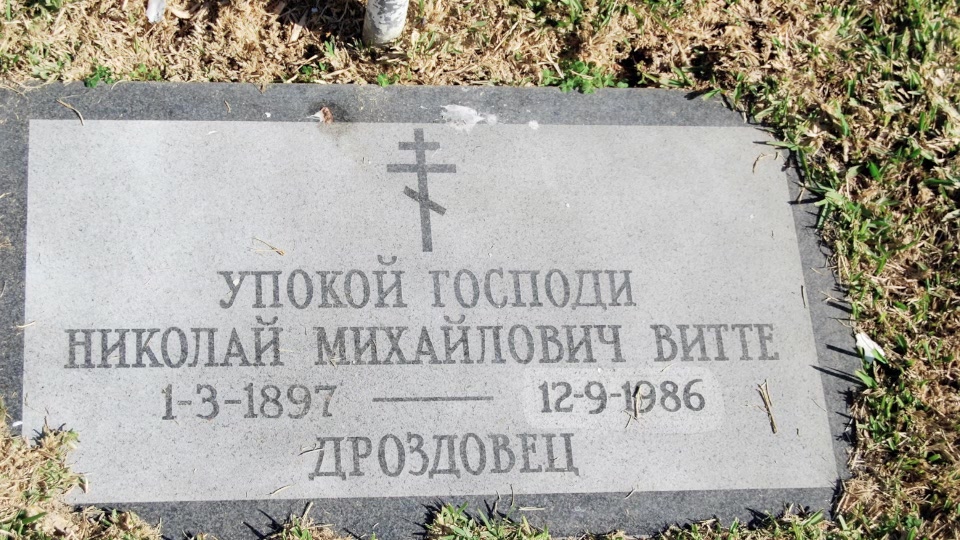 УПОКОЙ ГОСПОДИ
НИКОЛАЙ МИХАЙЛОВИЧ ВИТТЕ
1-3-1897 — 12-9-1986
ДРОЗДОВЕЦ